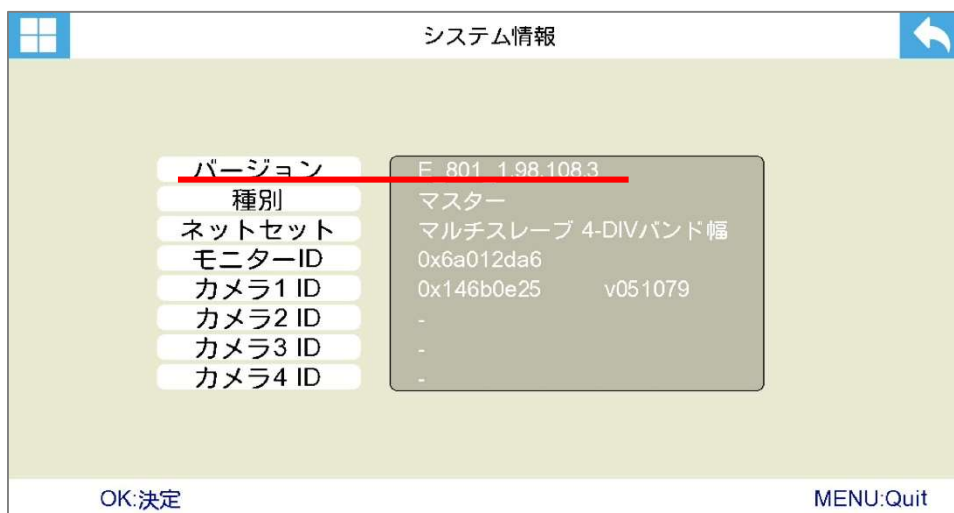 システム情報
バージョン E 801 1.98.108.3
種別 マスター
ネットセット マルチスレーブ 4-DIVバンド幅
モニターID 0x6a012da6
カメラ1 ID 0x146b0e25 v051079
カメラ2 ID -
カメラ3 ID -
カメラ4 ID -
OK:決定 MENU:Quit